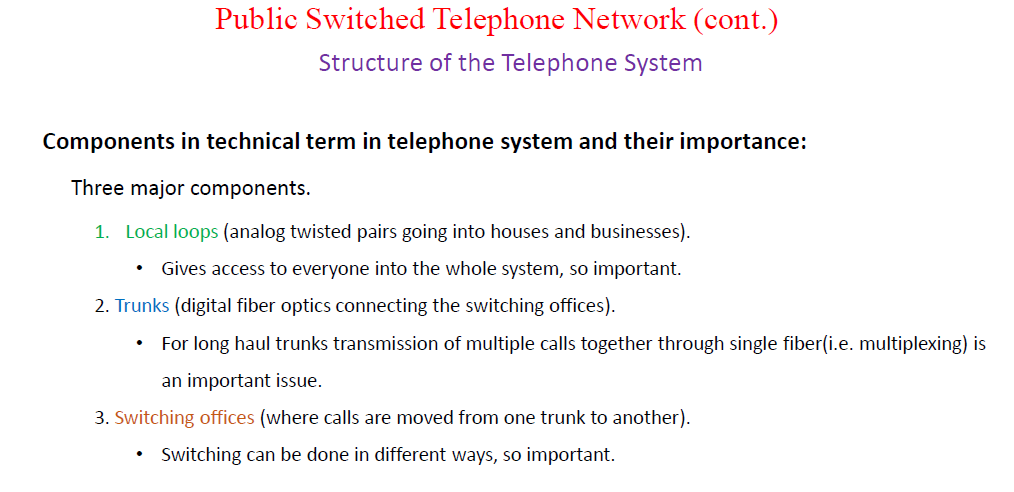 Public Switched Telephone Network (cont.)
Structure of the Telephone System
Components in technical term in telephone system and their importance:
Three major components.
1. Local loops (analog twisted pairs going into houses and businesses).
• Gives access to everyone into the whole system, so important.
2. Trunks (digital fiber optics connecting the switching offices).
• For long haul trunks transmission of multiple calls together through single fiber(i.e. multiplexing) is
an important issue.
3. Switching offices (where calls are moved from one trunk to another).
• Switching can be done in different ways, so important.